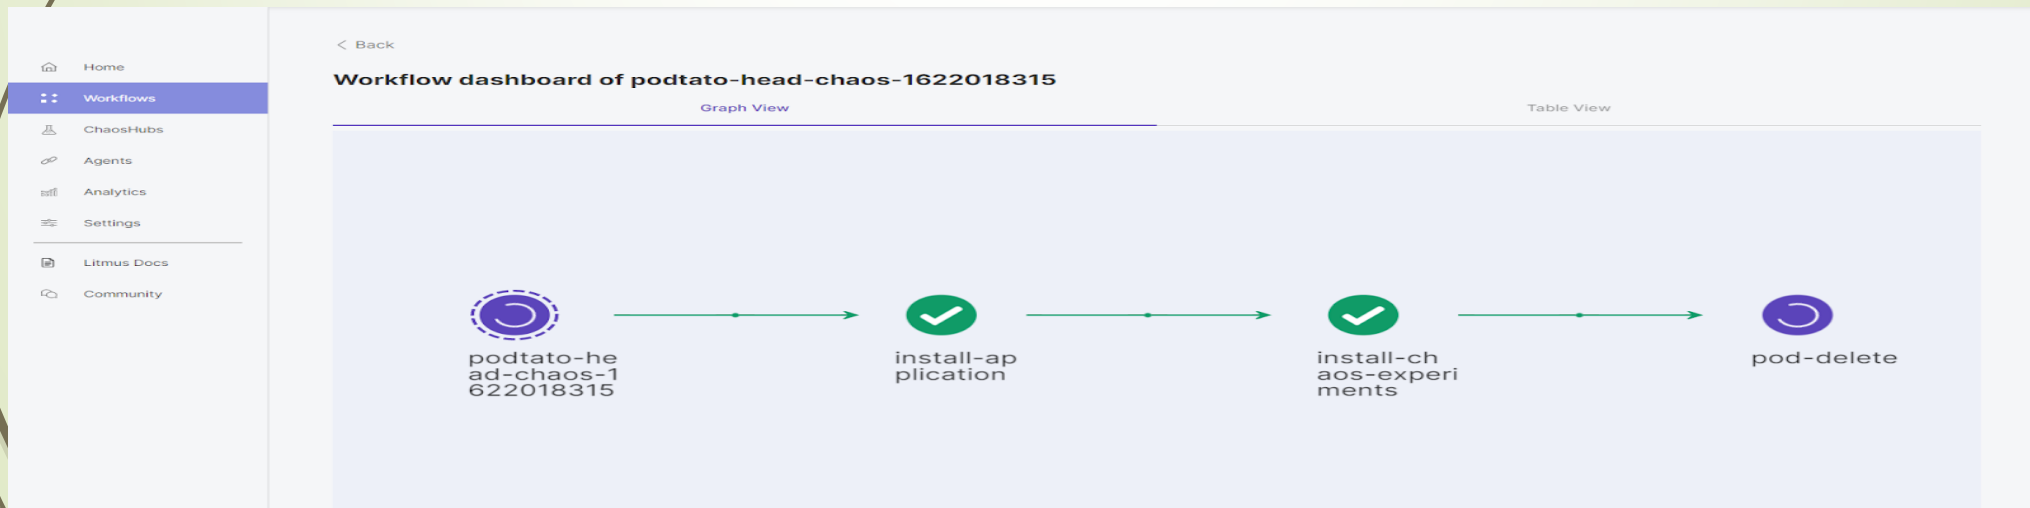 Home
Workflows
ChaosHubs
Agents
Analytics
Settings
Litmus Docs
Community
< Back
Workflow dashboard of podtato-head-chaos-1622018315
Graph View
Table View
podtato-he
ad-chaos-1
622018315
install-ap
plication
install-ch
aos-experi
ments
pod-delete